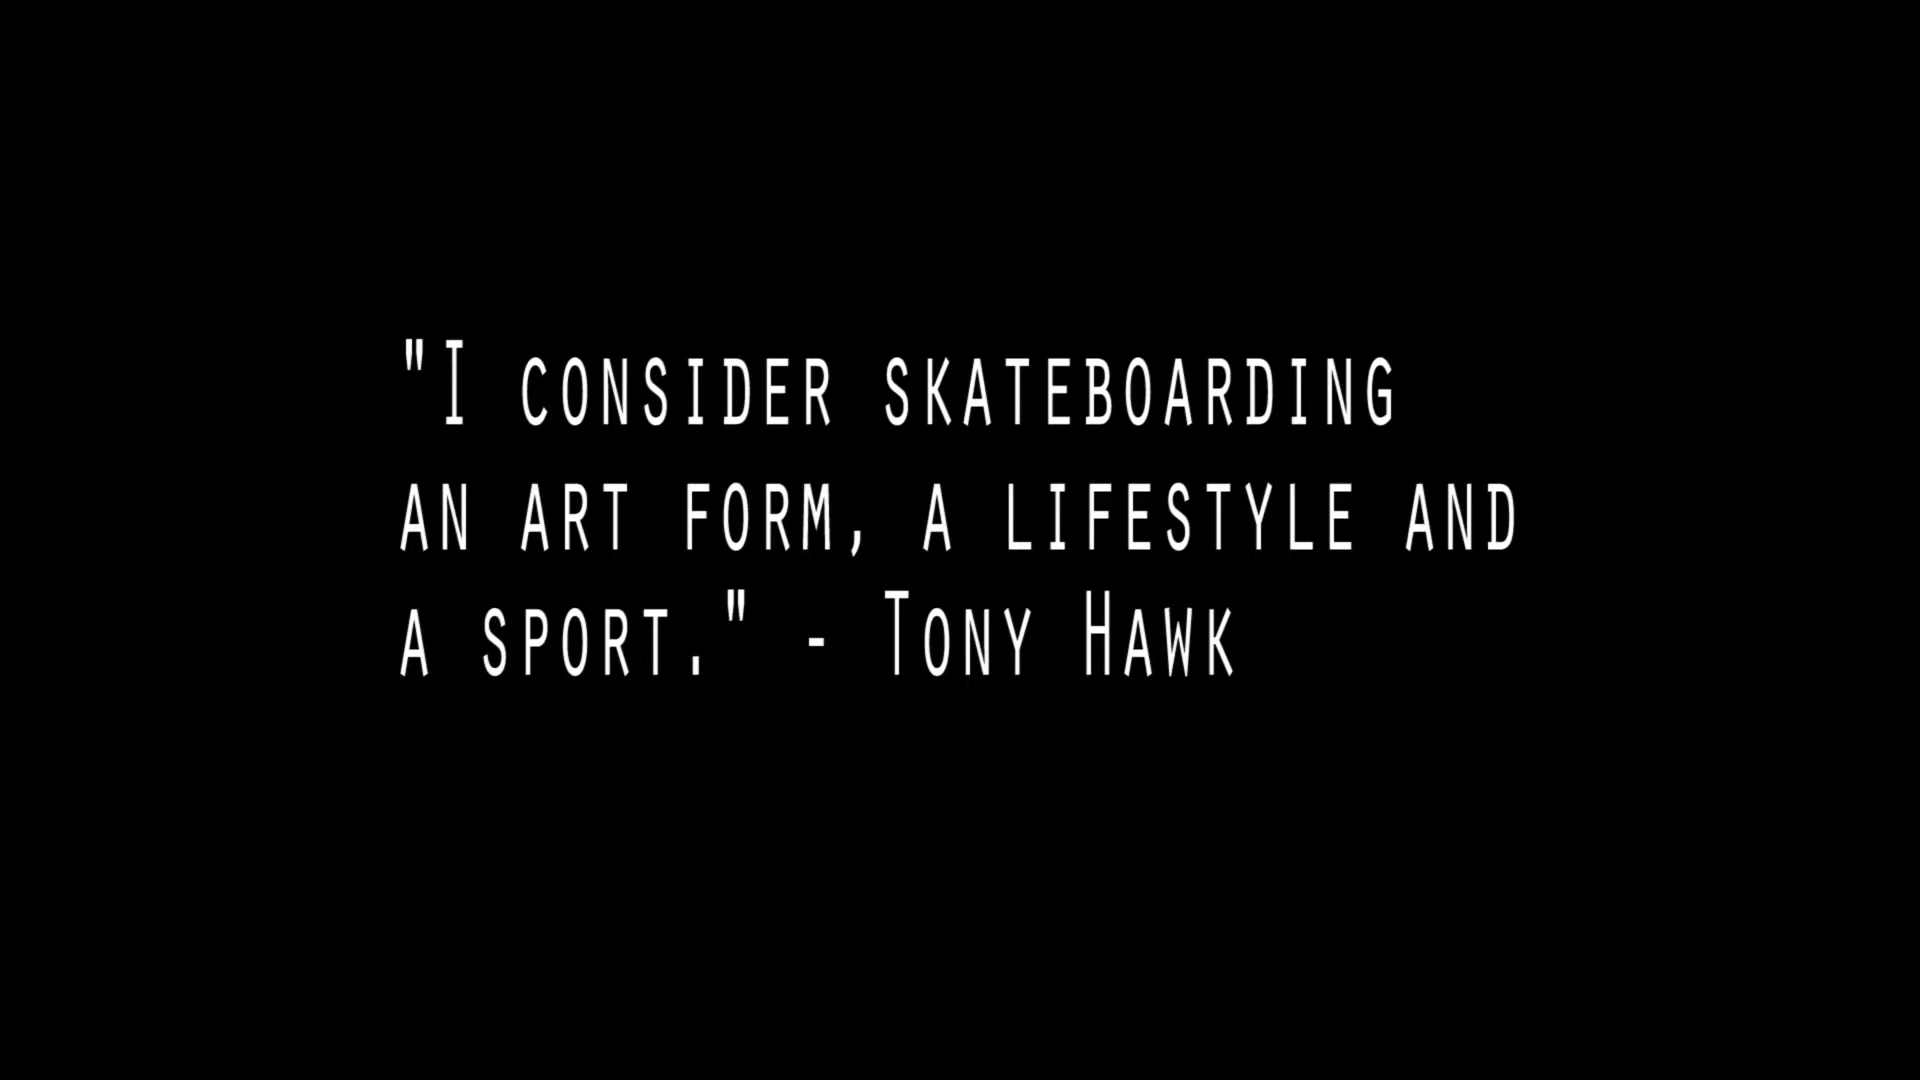 "I consider skateboarding
an art form, a lifestyle and
a sport." - Tony Hawk